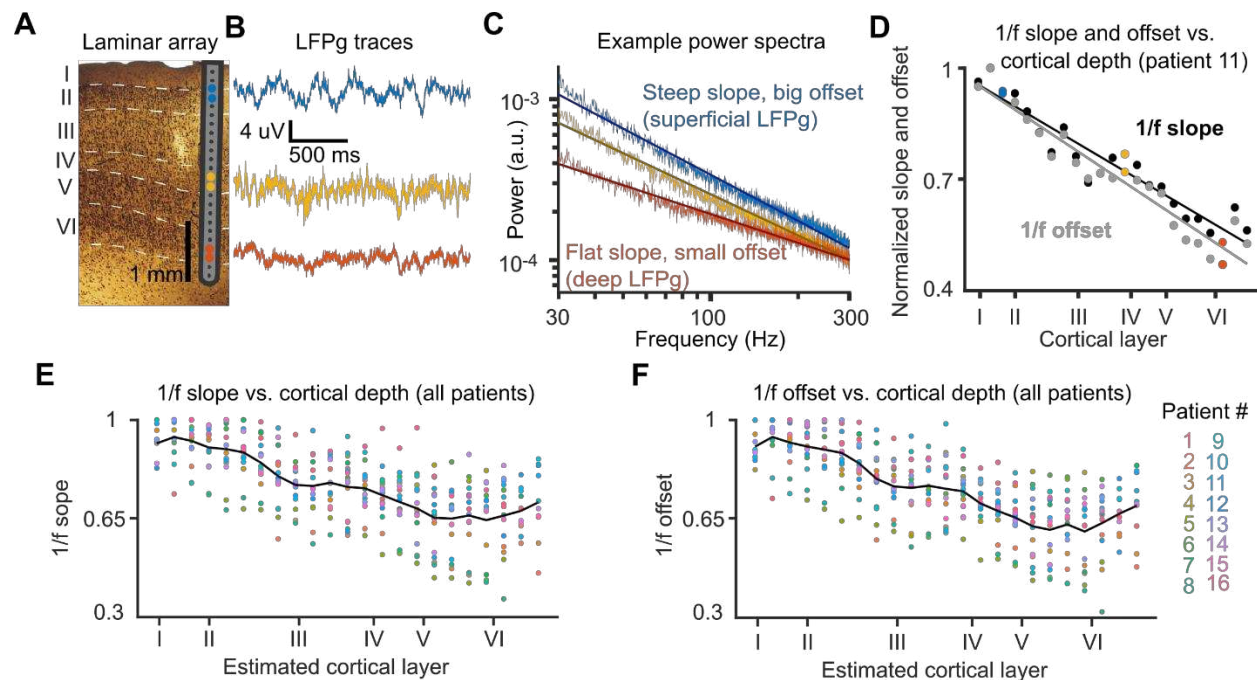 A
Laminar array
I
II
III
IV
V
VI
1 mm
B
LFPg traces
4 uV
500 ms
C
Example power spectra
Power (a.u.)
10-3
10-4
Steep slope, big offset
(superficial LFPg)
Flat slope, small offset
(deep LFPg)
30
100
300
Frequency (Hz)
D
1/f slope and offset vs.
cortical depth (patient 11)
Normalized slope and offset
1
0.7
0.4
1/f slope
1/f offset
I II III IV V VI
Cortical layer
E
1/f slope vs. cortical depth (all patients)
1/f sope
1
0.65
0.3
I II III IV V VI
Estimated cortical layer
F
1/f offset vs. cortical depth (all patients)
1/f offset
1
0.65
0.3
I II III IV V VI
Estimated cortical layer
Patient #
1 9
2 10
3 11
4 12
5 13
6 14
7 15
8 16